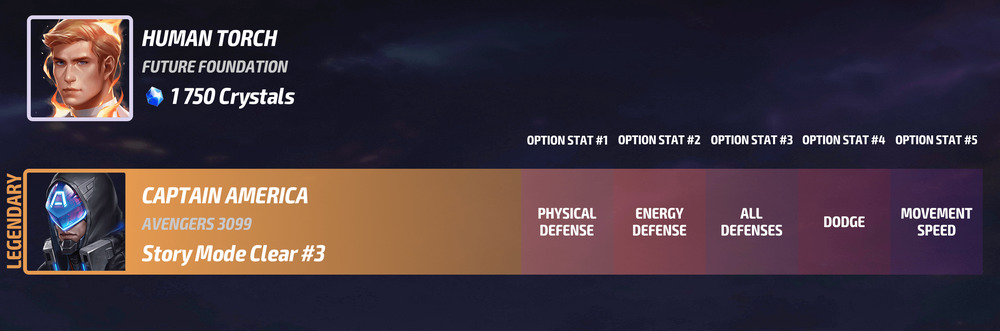 HUMAN TORCH
FUTURE FOUNDATION
1 750 Crystals
OPTION STAT #1 OPTION STAT #2 OPTION STAT #3 OPTION STAT #4 OPTION STAT #5
LEGENDARY
CAPTAIN AMERICA
AVENGERS 3099
Story Mode Clear #3
PHYSICAL DEFENSE
ENERGY DEFENSE
ALL DEFENSES
DODGE
MOVEMENT SPEED